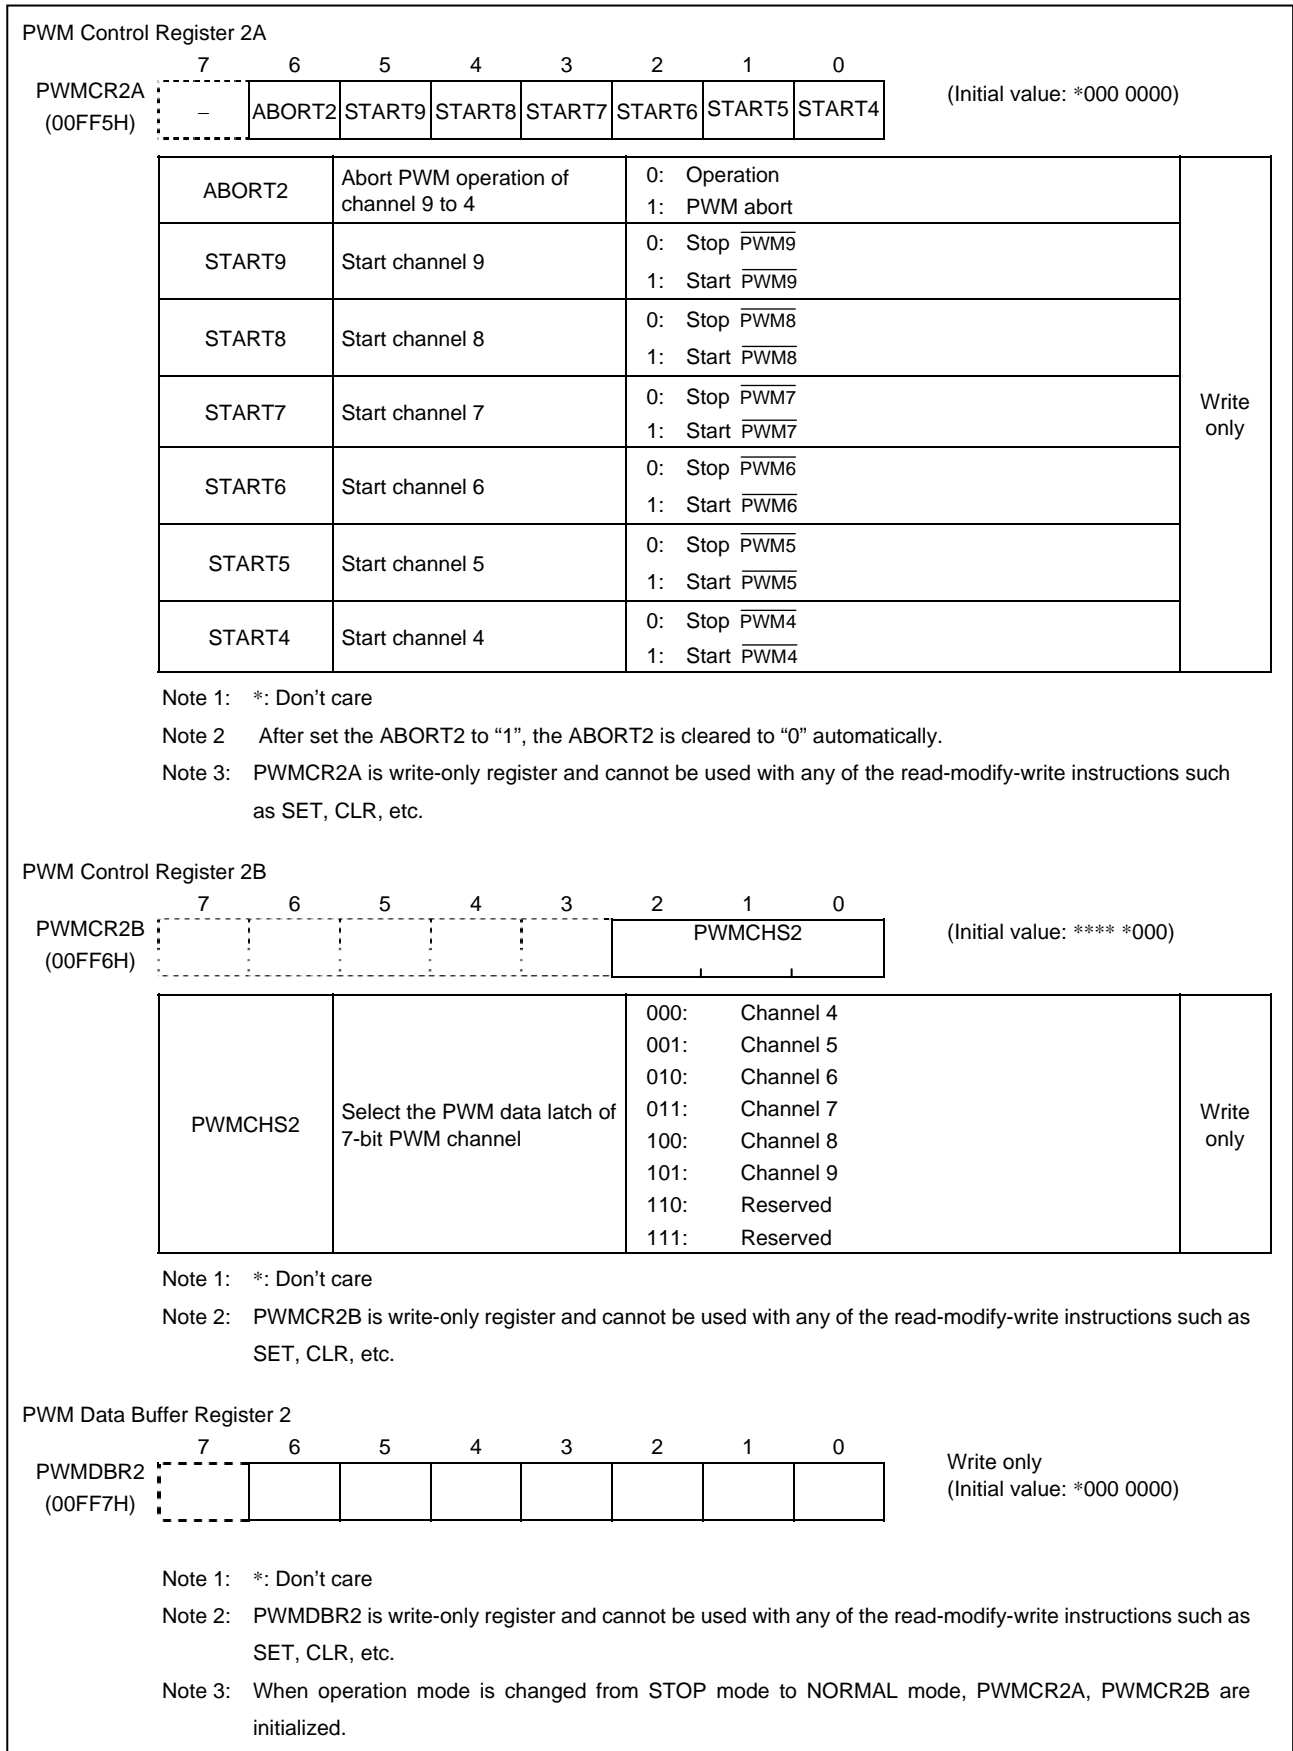 PWM Control Register 2A
7 6 5 4 3 2 1 0
PWMCR2A
(00FF5H)
– ABORT2 START9 START8 START7 START6 START5 START4
(Initial value: *000 0000)
ABORT2
Abort PWM operation of
channel 9 to 4
0: Operation
1: PWM abort
START9
Start channel 9
0: Stop PWM9
1: Start PWM9
START8
Start channel 8
0: Stop PWM8
1: Start PWM8
START7
Start channel 7
0: Stop PWM7
1: Start PWM7
START6
Start channel 6
0: Stop PWM6
1: Start PWM6
START5
Start channel 5
0: Stop PWM5
1: Start PWM5
START4
Start channel 4
0: Stop PWM4
1: Start PWM4
Write
only
Note 1: *: Don’t care
Note 2 After set the ABORT2 to “1”, the ABORT2 is cleared to “0” automatically.
Note 3: PWMCR2A is write-only register and cannot be used with any of the read-modify-write instructions such
as SET, CLR, etc.
PWM Control Register 2B
7 6 5 4 3 2 1 0
PWMCR2B
(00FF6H)
PWMCHS2
(Initial value: **** *000)
PWMCHS2
Select the PWM data latch of
7-bit PWM channel
000: Channel 4
001: Channel 5
010: Channel 6
011: Channel 7
100: Channel 8
101: Channel 9
110: Reserved
111: Reserved
Write
only
Note 1: *: Don’t care
Note 2: PWMCR2B is write-only register and cannot be used with any of the read-modify-write instructions such as
SET, CLR, etc.
PWM Data Buffer Register 2
7 6 5 4 3 2 1 0
PWMDBR2
(00FF7H)
Write only
(Initial value: *000 0000)
Note 1: *: Don’t care
Note 2: PWMDBR2 is write-only register and cannot be used with any of the read-modify-write instructions such as
SET, CLR, etc.
Note 3: When operation mode is changed from STOP mode to NORMAL mode, PWMCR2A, PWMCR2B are
initialized.